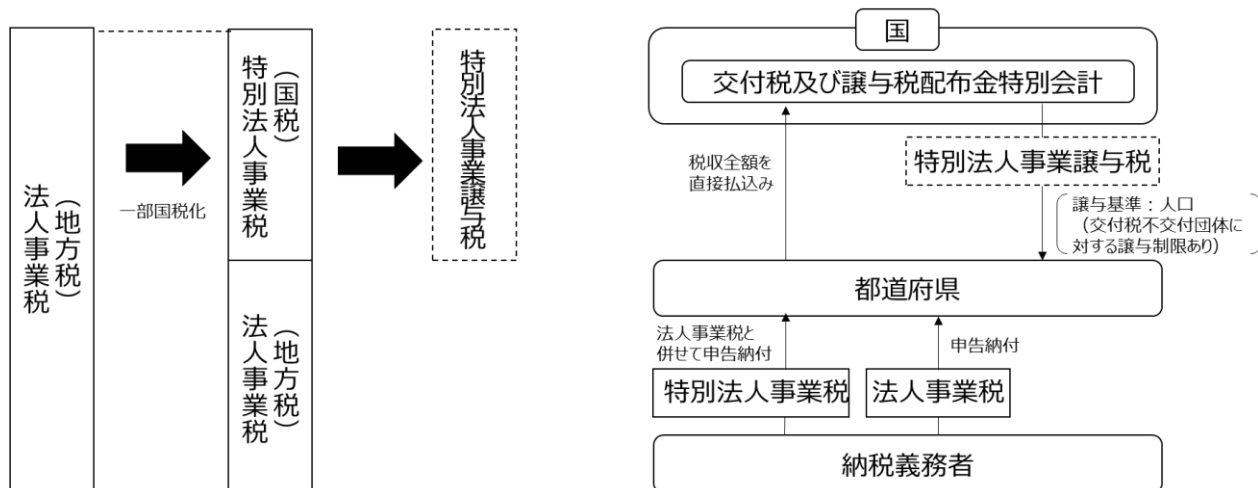 法人事業税
（地方税）
一部国税化
特別法人事業税
（国税）
法人事業税
（地方税）
特別法人事業譲与税
国
交付税及び譲与税配布金特別会計
税収全額を
直接払込み
特別法人事業譲与税
譲与基準：人口
（交付税不交付団体に
対する譲与制限あり）
都道府県
法人事業税と
併せて申告納付
申告納付
特別法人事業税
法人事業税
納税義務者